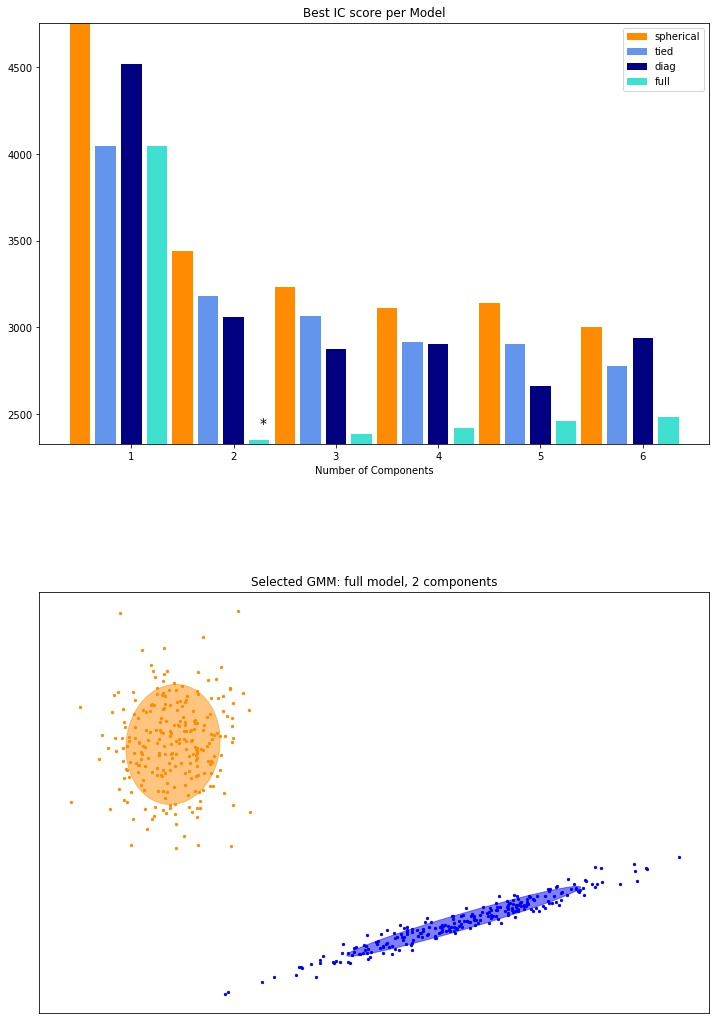 Best IC score per Model
spherical
tied
diag
full
4500
4000
3500
3000
2500
*
1 2 3 4 5 6
Number of Components
Selected GMM: full model, 2 components